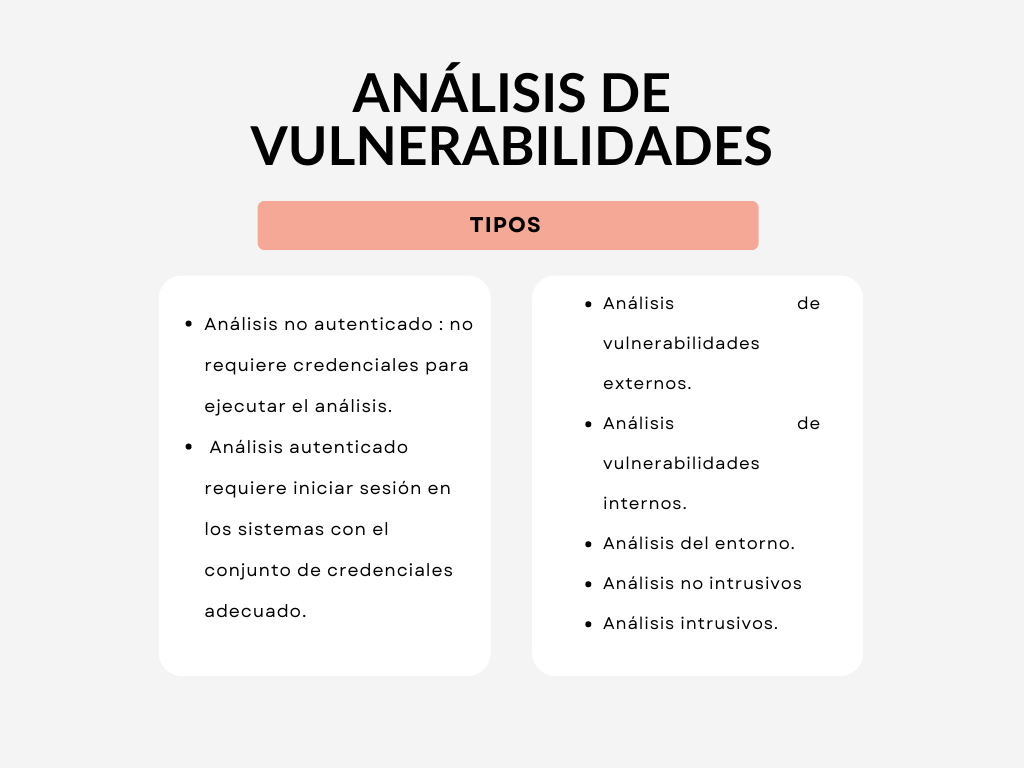 ANÁLISIS DE
VULNERABILIDADES
TIPOS
• Análisis no autenticado : no
requiere credenciales para
ejecutar el análisis.
• Análisis autenticado
requiere iniciar sesión en
los sistemas con el
conjunto de credenciales
adecuado.
• Análisis de
vulnerabilidades
externos.
• Análisis de
vulnerabilidades
internos.
• Análisis del entorno.
• Análisis no intrusivos
• Análisis intrusivos.